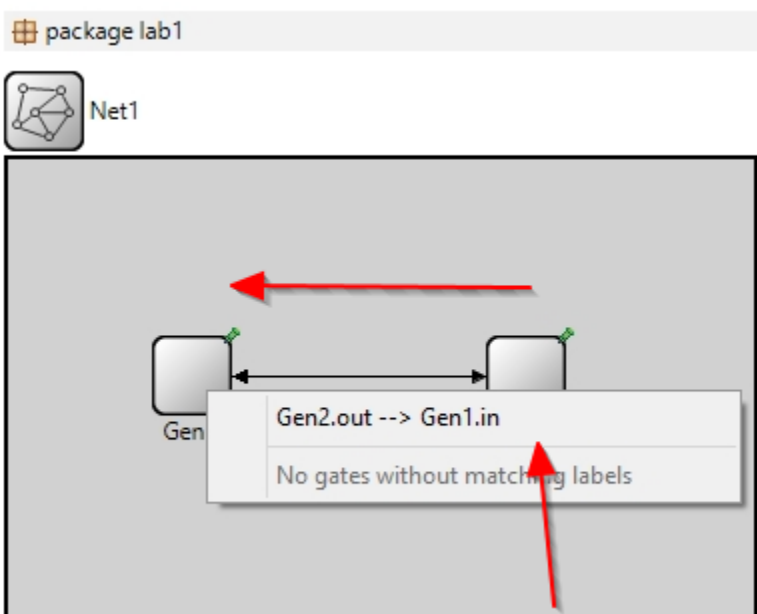 package lab1
Net1
Gen2.out --> Gen1.in
Gen
No gates without matching labels